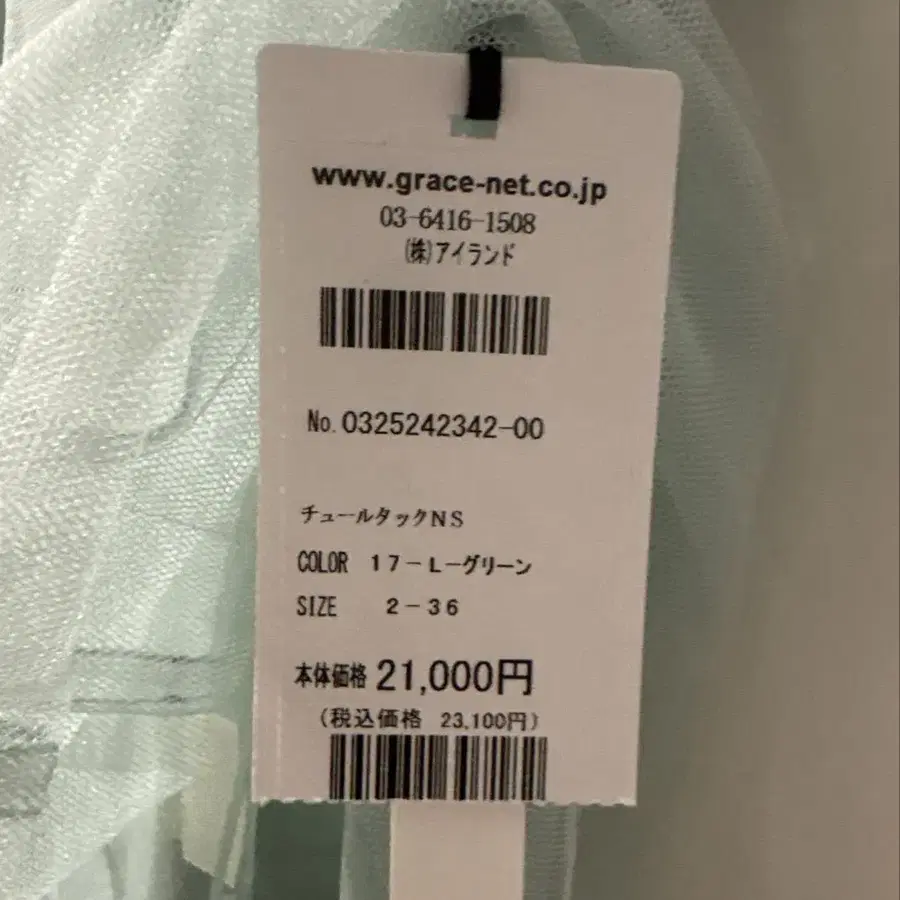 www.grace-net.co.jp
03-6416-1508
㈱アイランド
No. 0325242342-00
チュールタックNS
COLOR 17-L-グリーン
SIZE 2-36
本体価格 21,000円
(税込価格 23,100円)